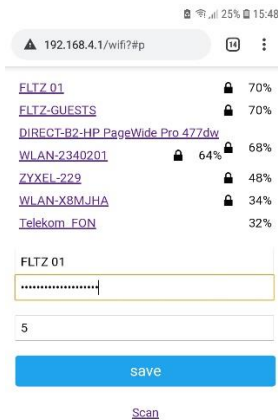 25% 15:48
192.168.4.1/wifi?#p 14
FLTZ 01 70%
FLTZ-GUESTS 70%
DIRECT-B2-HP PageWide Pro 477dw 68%
WLAN-2340201 64%
ZYXEL-229 48%
WLAN-X8MJHA 34%
Telekom_FON 32%
FLTZ 01
••••••••••••••••••••
5
save
Scan